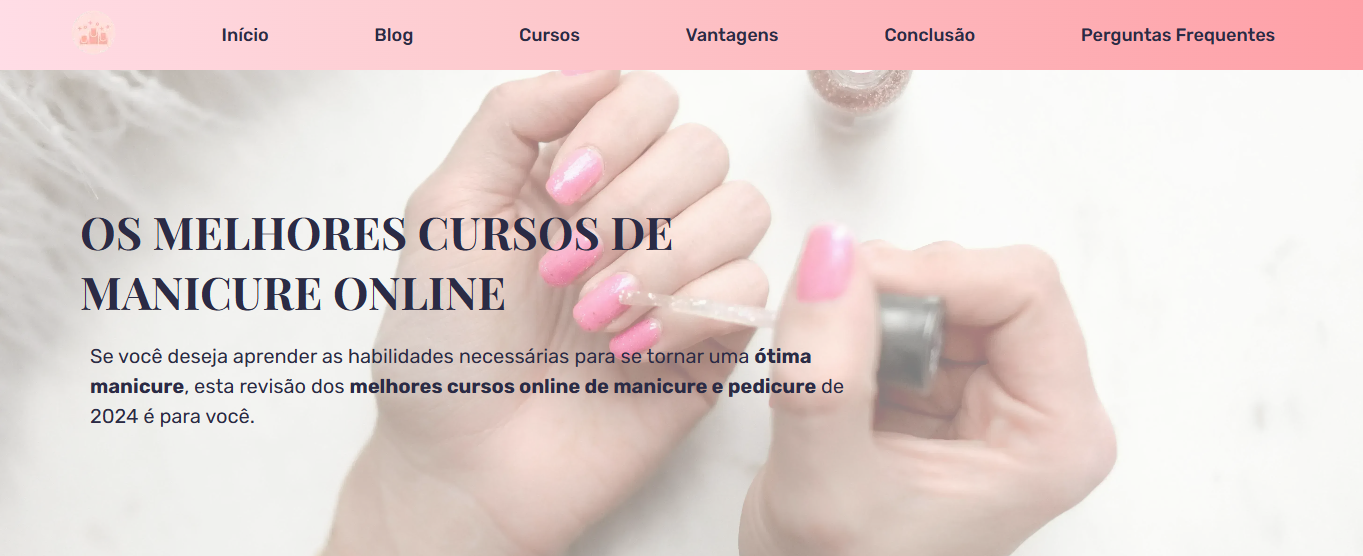 Início Blog Cursos Vantagens Conclusão Perguntas Frequentes
OS MELHORES CURSOS DE
MANICURE ONLINE
Se você deseja aprender as habilidades necessárias para se tornar uma ótima
manicure, esta revisão dos melhores cursos online de manicure e pedicure de
2024 é para você.